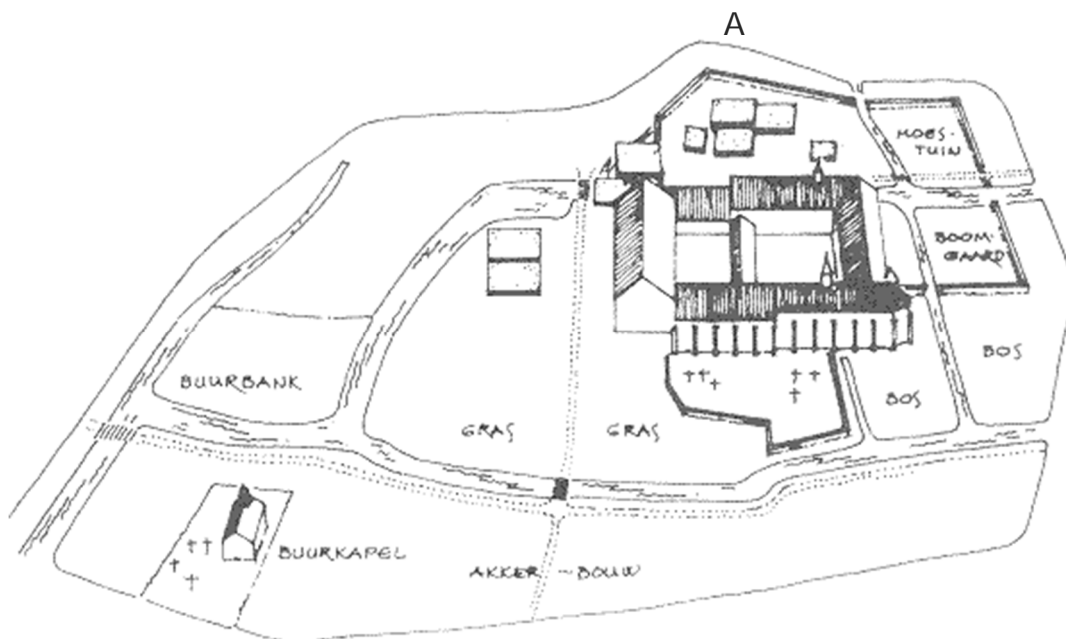 A
MOES-
TUIN
BOOM-
GAARD
BOS
BUURBANK
BOS
GRAS
GRAS
BUURKAPEL
AKKER-BOUW